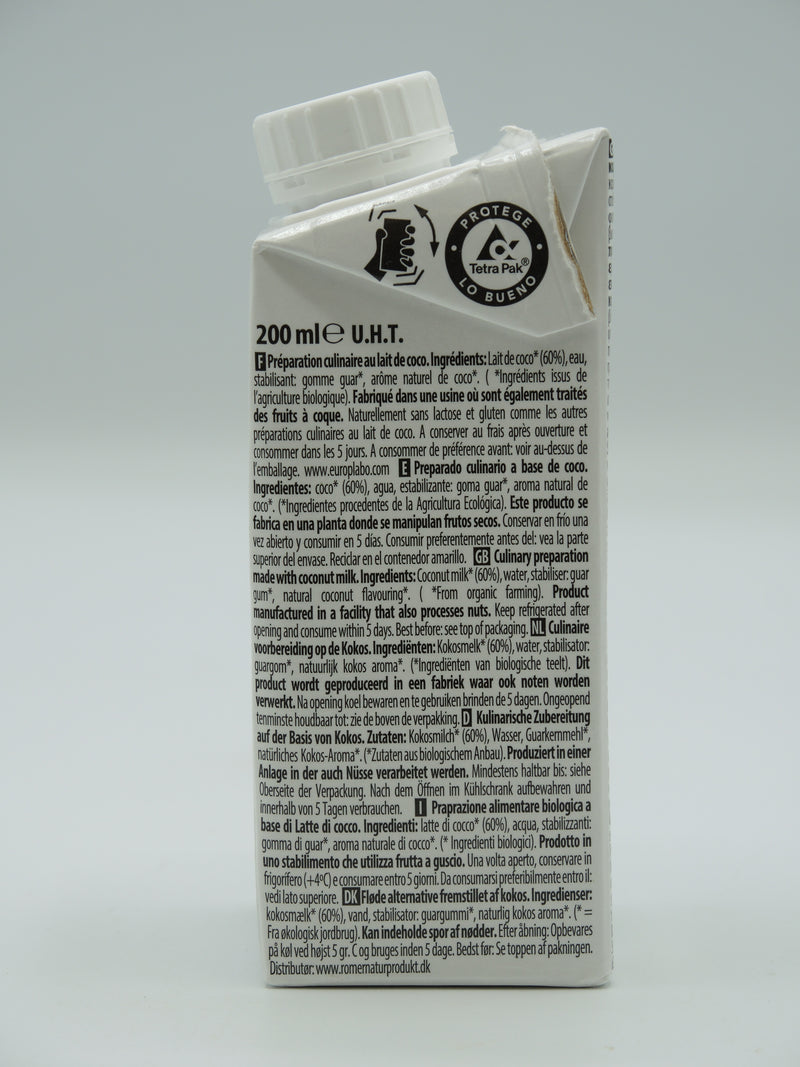 PROTEGE
Tetra Pak®
LO BUENO
200 ml ℮ U.H.T.
F Préparation culinaire au lait de coco. Ingrédients: Lait de coco* (60%), eau,
stabilisant: gomme guar*, arôme naturel de coco*. ( *Ingrédients issus de
l'agriculture biologique). Fabriqué dans une usine où sont également traités
des fruits à coque. Naturellement sans lactose et gluten comme les autres
préparations culinaires au lait de coco. A conserver au frais après ouverture et
consommer dans les 5 jours. A consommer de préférence avant: voir au-dessus de
l'emballage. www.europlabo.com E Preparado culinario a base de coco.
Ingredientes: coco* (60%), agua, estabilizante: goma guar*, aroma natural de
coco*. (*Ingredientes procedentes de la Agricultura Ecológica). Este producto se
fabrica en una planta donde se manipulan frutos secos. Conservar en frío una
vez abierto y consumir en 5 días. Consumir preferentemente antes del: vea la parte
superior del envase. Reciclar en el contenedor amarillo. GB Culinary preparation
made with coconut milk. Ingredients: Coconut milk* (60%), water, stabiliser: guar
gum*, natural coconut flavouring*. ( *From organic farming). Product
manufactured in a facility that also processes nuts. Keep refrigerated after
opening and consume within 5 days. Best before: see top of packaging. NL Culinaire
voorbereiding op de Kokos. Ingrediënten: Kokosmelk* (60%), water, stabilisator:
guargom*, natuurlijk kokos aroma*. (*Ingrediënten van biologische teelt). Dit
product wordt geproduceerd in een fabriek waar ook noten worden
verwerkt. Na opening koel bewaren en te gebruiken brinden de 5 dagen. Ongeopend
tenminste houdbaar tot: zie de boven de verpakking. D Kulinarische Zubereitung
auf der Basis von Kokos. Zutaten: Kokosmilch* (60%), Wasser, Guarkernmehl*,
natürliches Kokos-Aroma*. (*Zutaten aus biologischem Anbau). Produziert in einer
Anlage in der auch Nüsse verarbeitet werden. Mindestens haltbar bis: siehe
Oberseite der Verpackung. Nach dem Öffnen im Kühlschrank aufbewahren und
innerhalb von 5 Tagen verbrauchen. I Praprazione alimentare biologica a
base di Latte di cocco. Ingredienti: latte di cocco* (60%), acqua, stabilizzanti:
gomma di guar*, aroma naturale di cocco*. (* Ingredienti biologici). Prodotto in
uno stabilimento che utilizza frutta a guscio. Una volta aperto, conservare in
frigorifero (+4ºC) e consumare entro 5 giorni. Da consumarsi preferibilmente entro il:
vedi lato superiore. DK Fløde alternative fremstillet af kokos. Ingredienser:
kokosmælk* (60%), vand, stabilisator: guargummi*, naturlig kokos aroma*. (* =
Fra økologisk jordbrug). Kan indeholde spor af nødder. Efter åbning: Opbevares
på køl ved højst 5 gr. C og bruges inden 5 dage. Bedst før: Se toppen af pakningen.
Distributør: www.romernaturprodukt.dk